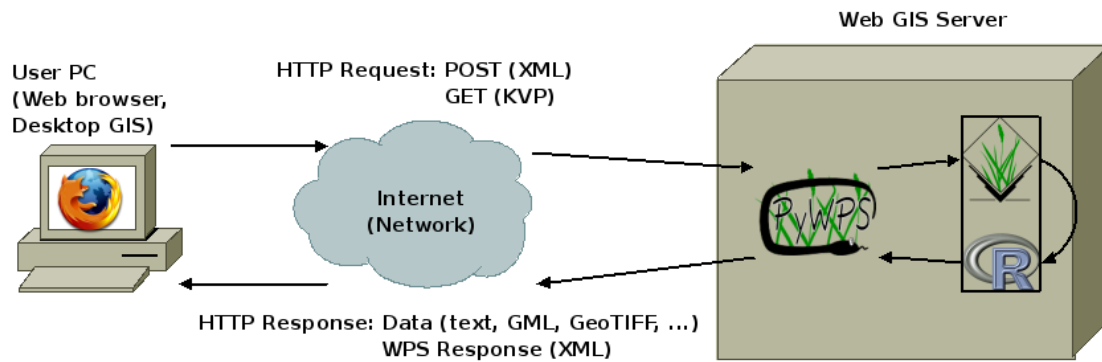 Web GIS Server
User PC
(Web browser,
Desktop GIS)
HTTP Request: POST (XML)
GET (KVP)
Internet
(Network)
PyWPS
R
HTTP Response: Data (text, GML, GeoTIFF, ...)
WPS Response (XML)